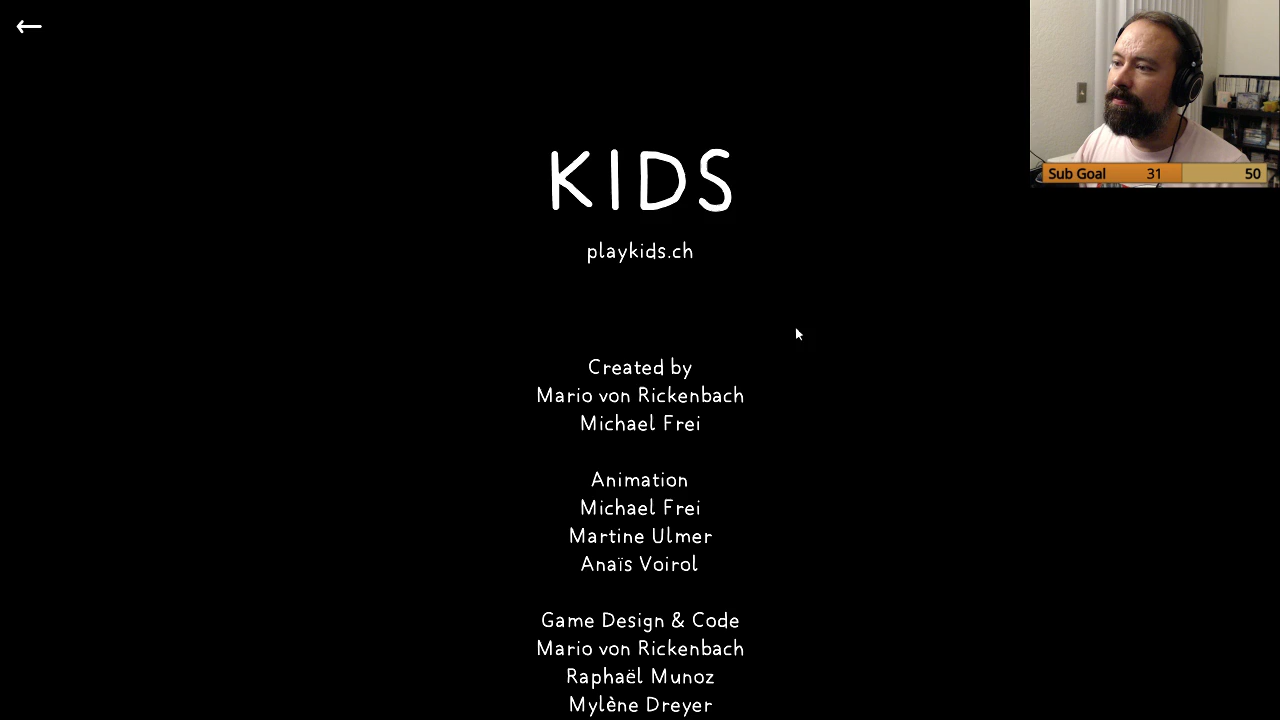 KIDS
playkids.ch
Created by
Mario von Rickenbach
Michael Frei
Animation
Michael Frei
Martine Ulmer
Anaïs Voirol
Game Design & Code
Mario von Rickenbach
Raphaël Munoz
Mylène Dreyer
Sub Goal 31 50